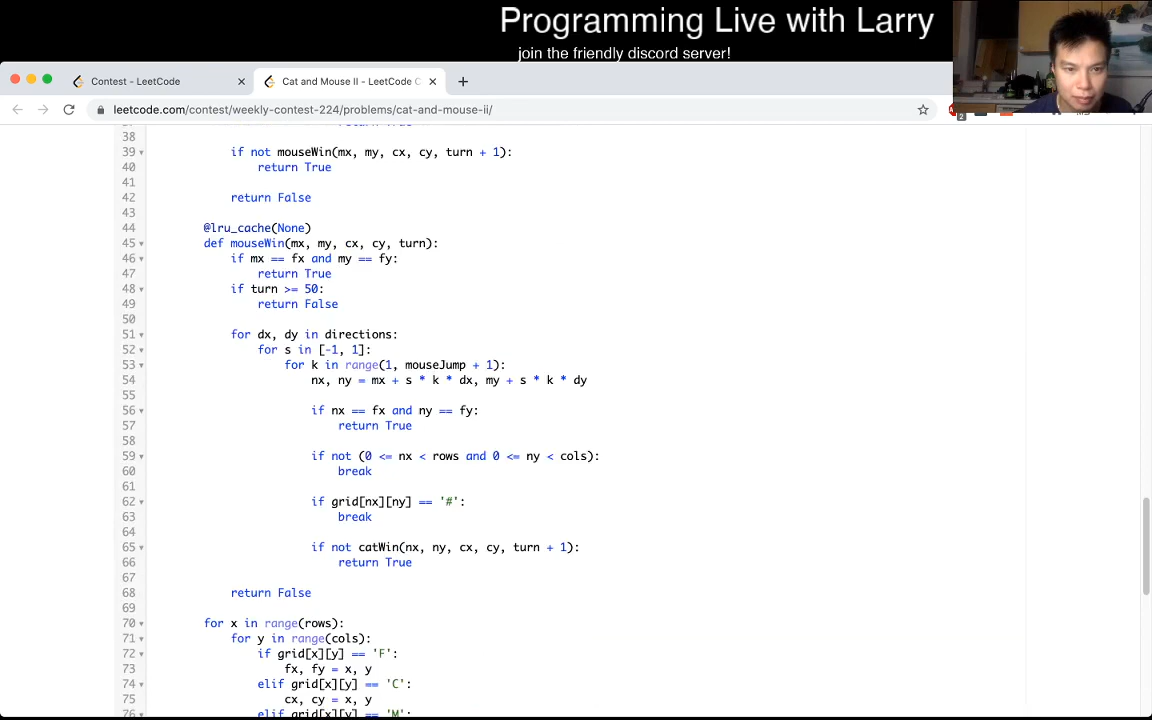 Programming Live with Larry
join the friendly discord server!
Contest - LeetCode
Cat and Mouse II - LeetCode C
leetcode.com/contest/weekly-contest-224/problems/cat-and-mouse-ii/
2
38
39 if not mouseWin(mx, my, cx, cy, turn + 1):
40 return True
41
42 return False
43
44 @lru_cache(None)
45 def mouseWin(mx, my, cx, cy, turn):
46 if mx == fx and my == fy:
47 return True
48 if turn >= 50:
49 return False
50
51 for dx, dy in directions:
52 for s in [-1, 1]:
53 for k in range(1, mouseJump + 1):
54 nx, ny = mx + s * k * dx, my + s * k * dy
55
56 if nx == fx and ny == fy:
57 return True
58
59 if not (0 <= nx < rows and 0 <= ny < cols):
60 break
61
62 if grid[nx][ny] == '#':
63 break
64
65 if not catWin(nx, ny, cx, cy, turn + 1):
66 return True
67
68 return False
69
70 for x in range(rows):
71 for y in range(cols):
72 if grid[x][y] == 'F':
73 fx, fy = x, y
74 elif grid[x][y] == 'C':
75 cx, cy = x, y
76 elif grid[x][y] == 'M':